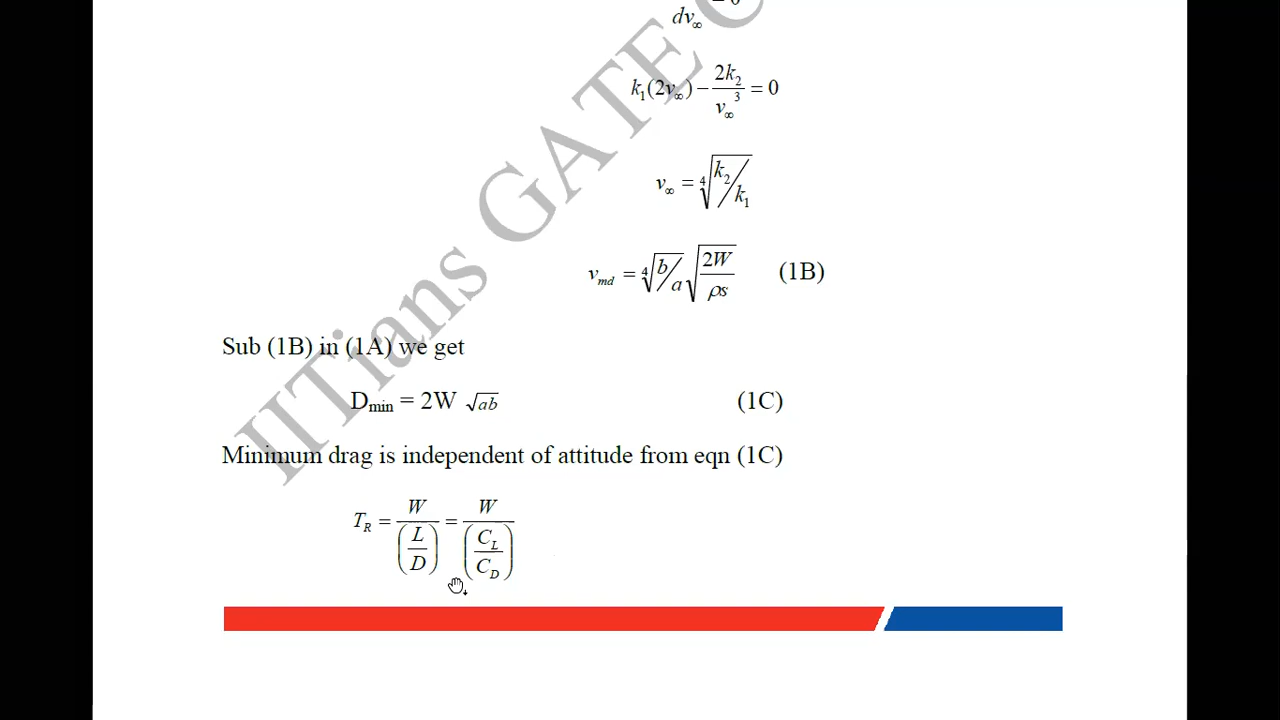 dv∞ = 0
k₁(2v∞) − 2k₂/v∞³ = 0
v∞ = ⁴√(k₂/k₁)
v_md = ⁴√(b/a) √(2W/ρs) (1B)
Sub (1B) in (1A) we get
D_min = 2W √ab (1C)
Minimum drag is independent of attitude from eqn (1C)
T_R = W/(L/D) = W/(C_L/C_D)
IITians GATE C